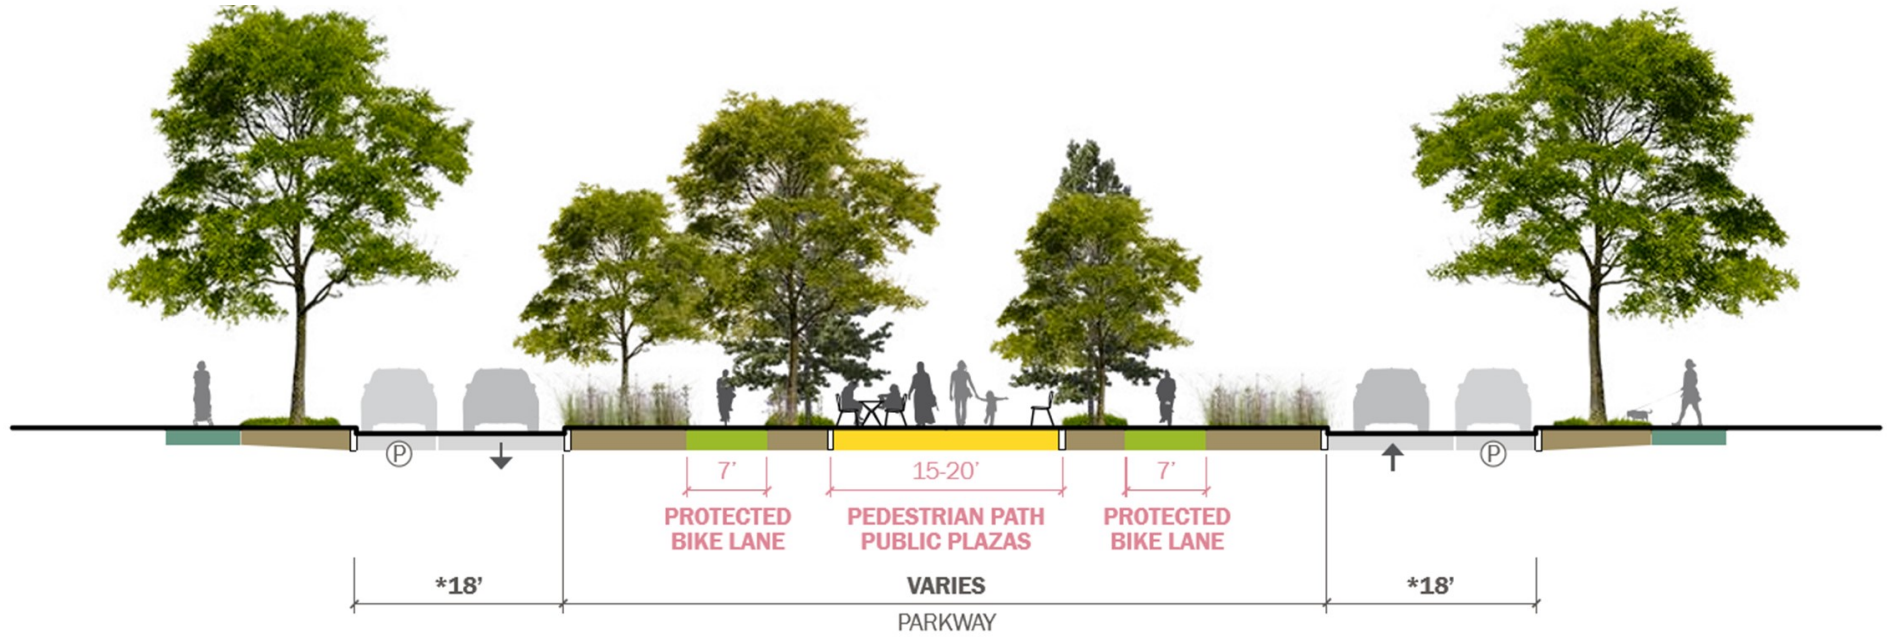 P
P
7’
15-20’
7’
PROTECTED
BIKE LANE
PEDESTRIAN PATH
PUBLIC PLAZAS
PROTECTED
BIKE LANE
*18’
VARIES
*18’
PARKWAY